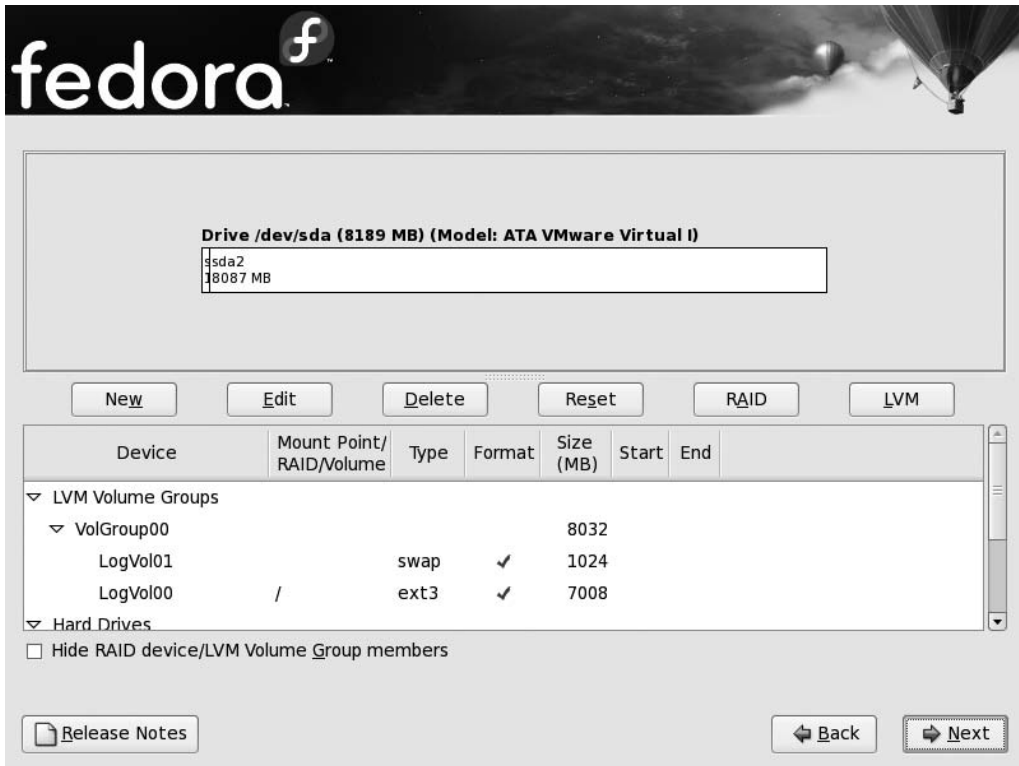 fedora
Drive /dev/sda (8189 MB) (Model: ATA VMware Virtual I)
ssda2
18087 MB
New Edit Delete Reset RAID LVM
Device Mount Point/ RAID/Volume Type Format Size (MB) Start End
LVM Volume Groups
VolGroup00 8032
LogVol01 swap 1024
LogVol00 / ext3 7008
Hard Drives
Hide RAID device/LVM Volume Group members
Release Notes Back Next